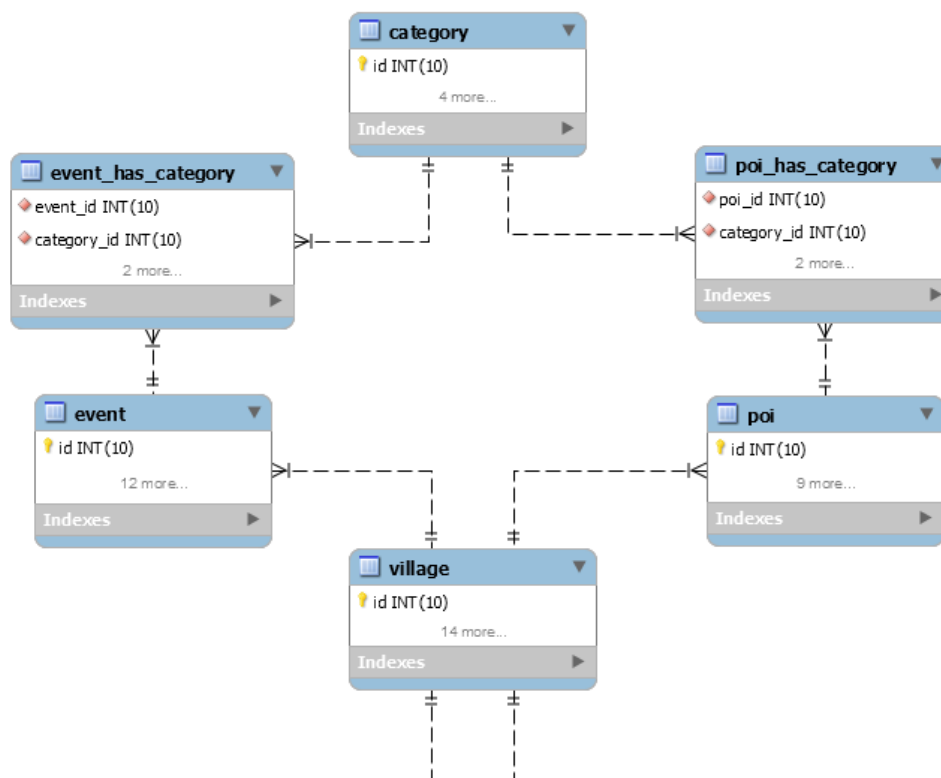 category
id INT(10)
4 more...
Indexes
event_has_category
event_id INT(10)
category_id INT(10)
2 more...
Indexes
poi_has_category
poi_id INT(10)
category_id INT(10)
2 more...
Indexes
event
id INT(10)
12 more...
Indexes
poi
id INT(10)
9 more...
Indexes
village
id INT(10)
14 more...
Indexes